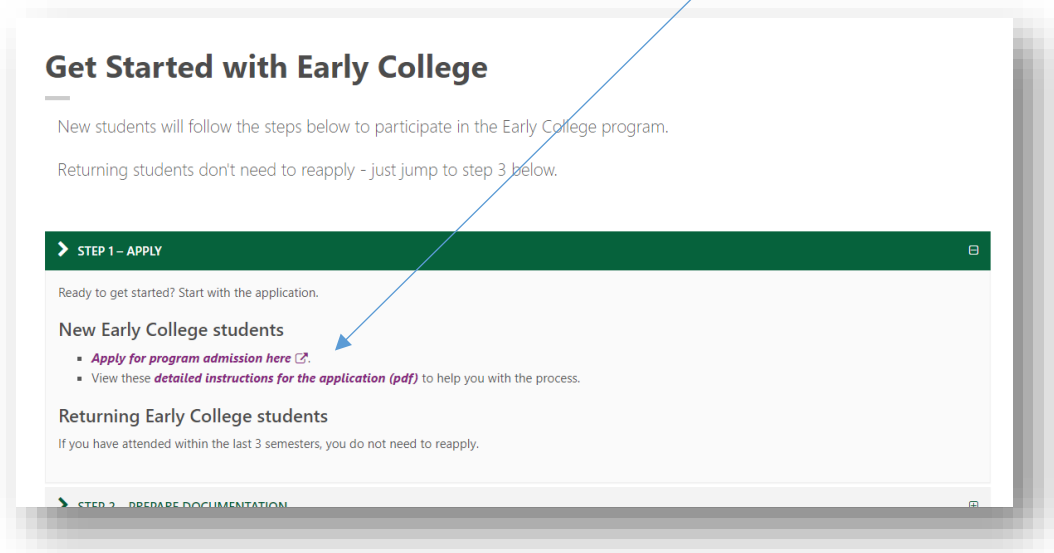 Get Started with Early College
New students will follow the steps below to participate in the Early College program.
Returning students don't need to reapply - just jump to step 3 below.
STEP 1 – APPLY
Ready to get started? Start with the application.
New Early College students
Apply for program admission here.
View these detailed instructions for the application (pdf) to help you with the process.
Returning Early College students
If you have attended within the last 3 semesters, you do not need to reapply.
STEP 2 – PREPARE DOCUMENTATION